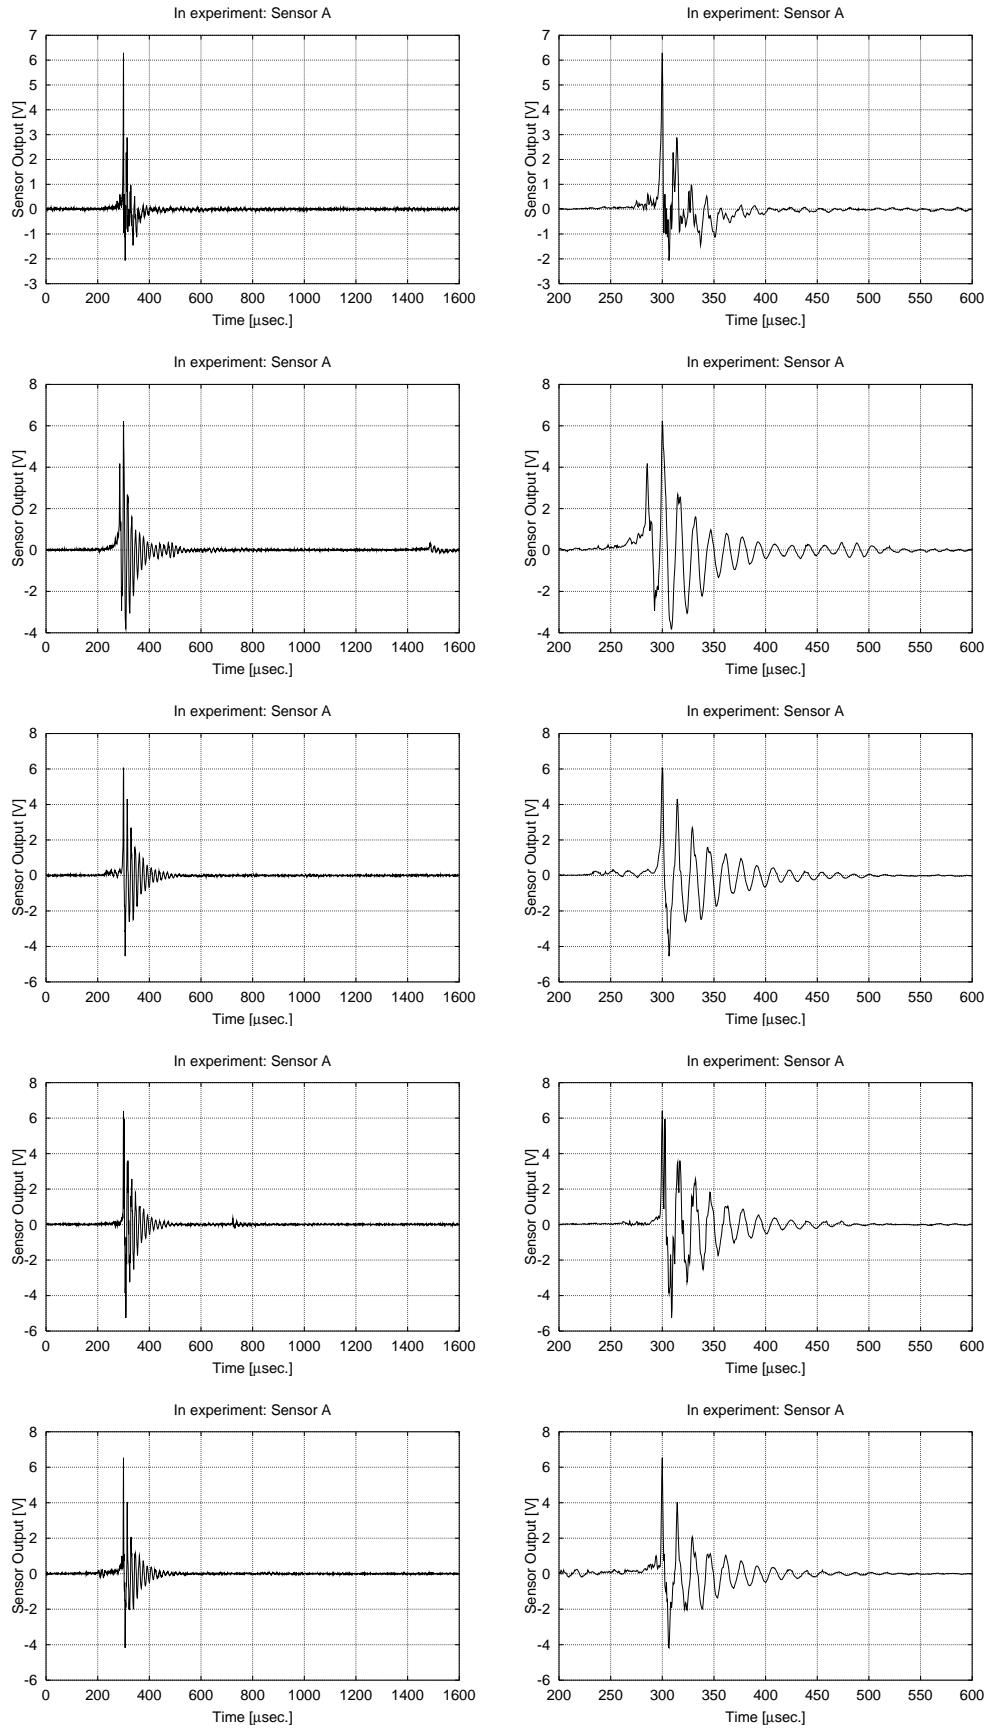 In experiment: Sensor A
7
6
5
4
3
2
1
0
-1
-2
-3
Sensor Output [V]
0 200 400 600 800 1000 1200 1400 1600
Time [μsec.]
In experiment: Sensor A
7
6
5
4
3
2
1
0
-1
-2
-3
Sensor Output [V]
200 250 300 350 400 450 500 550 600
Time [μsec.]
In experiment: Sensor A
8
6
4
2
0
-2
-4
Sensor Output [V]
0 200 400 600 800 1000 1200 1400 1600
Time [μsec.]
In experiment: Sensor A
8
6
4
2
0
-2
-4
Sensor Output [V]
200 250 300 350 400 450 500 550 600
Time [μsec.]
In experiment: Sensor A
8
6
4
2
0
-2
-4
-6
Sensor Output [V]
0 200 400 600 800 1000 1200 1400 1600
Time [μsec.]
In experiment: Sensor A
8
6
4
2
0
-2
-4
-6
Sensor Output [V]
200 250 300 350 400 450 500 550 600
Time [μsec.]
In experiment: Sensor A
8
6
4
2
0
-2
-4
-6
Sensor Output [V]
0 200 400 600 800 1000 1200 1400 1600
Time [μsec.]
In experiment: Sensor A
8
6
4
2
0
-2
-4
-6
Sensor Output [V]
200 250 300 350 400 450 500 550 600
Time [μsec.]
In experiment: Sensor A
8
6
4
2
0
-2
-4
-6
Sensor Output [V]
0 200 400 600 800 1000 1200 1400 1600
Time [μsec.]
In experiment: Sensor A
8
6
4
2
0
-2
-4
-6
Sensor Output [V]
200 250 300 350 400 450 500 550 600
Time [μsec.]